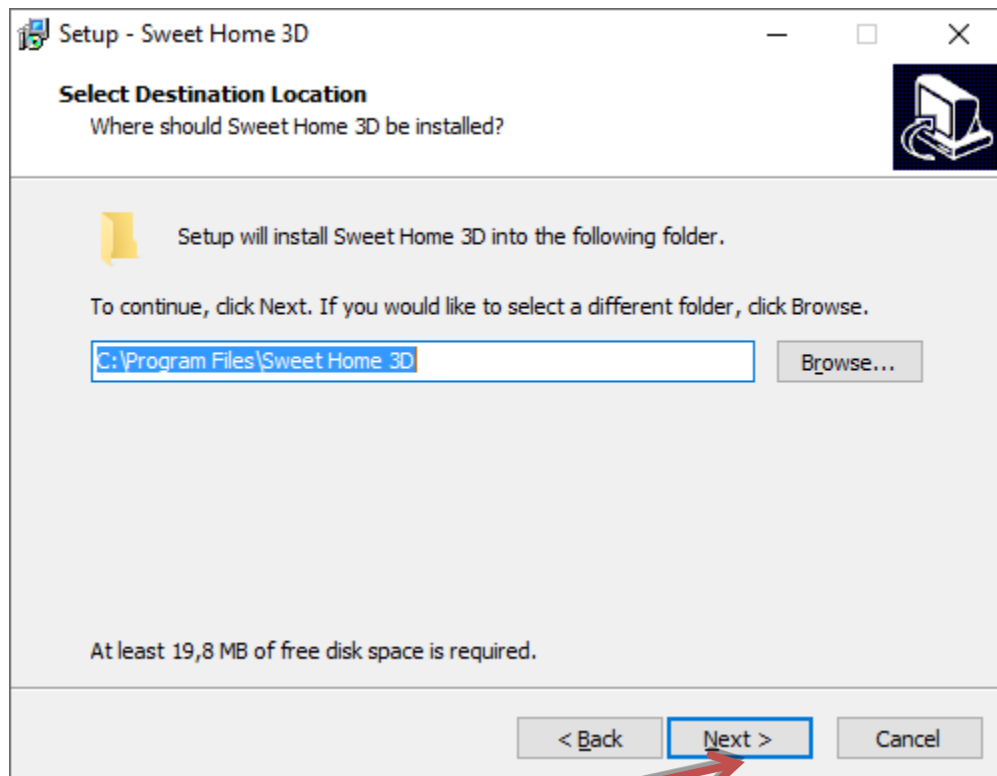 Setup - Sweet Home 3D
Select Destination Location
Where should Sweet Home 3D be installed?
Setup will install Sweet Home 3D into the following folder.
To continue, click Next. If you would like to select a different folder, click Browse.
C:\Program Files\Sweet Home 3D
Browse...
At least 19,8 MB of free disk space is required.
< Back
Next >
Cancel